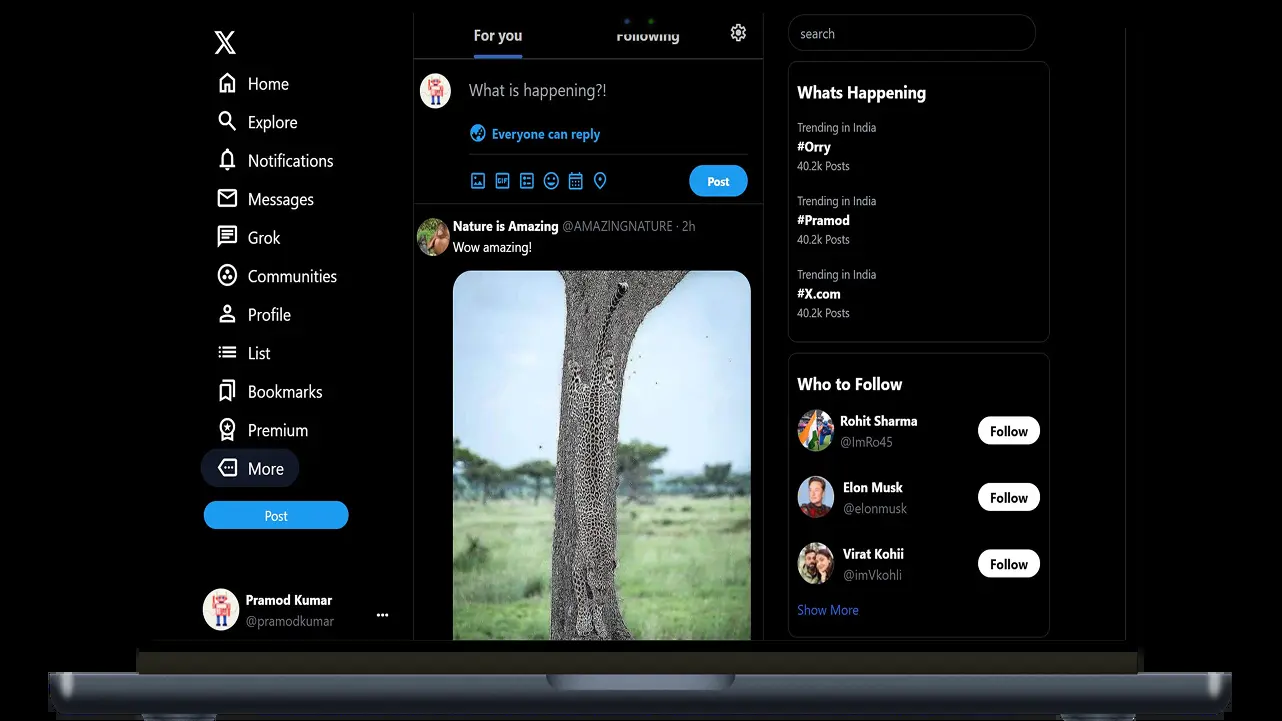 X
Home
Explore
Notifications
Messages
Grok
Communities
Profile
List
Bookmarks
Premium
More
Post
Pramod Kumar
@pramodkumar
For you
Following
What is happening?!
Everyone can reply
GIF
Post
Nature is Amazing @AMAZINGNATURE · 2h
Wow amazing!
search
Whats Happening
Trending in India
#Orry
40.2k Posts
Trending in India
#Pramod
40.2k Posts
Trending in India
#X.com
40.2k Posts
Who to Follow
Rohit Sharma
@ImRo45
Follow
Elon Musk
@elonmusk
Follow
Virat Kohii
@imVkohli
Follow
Show More